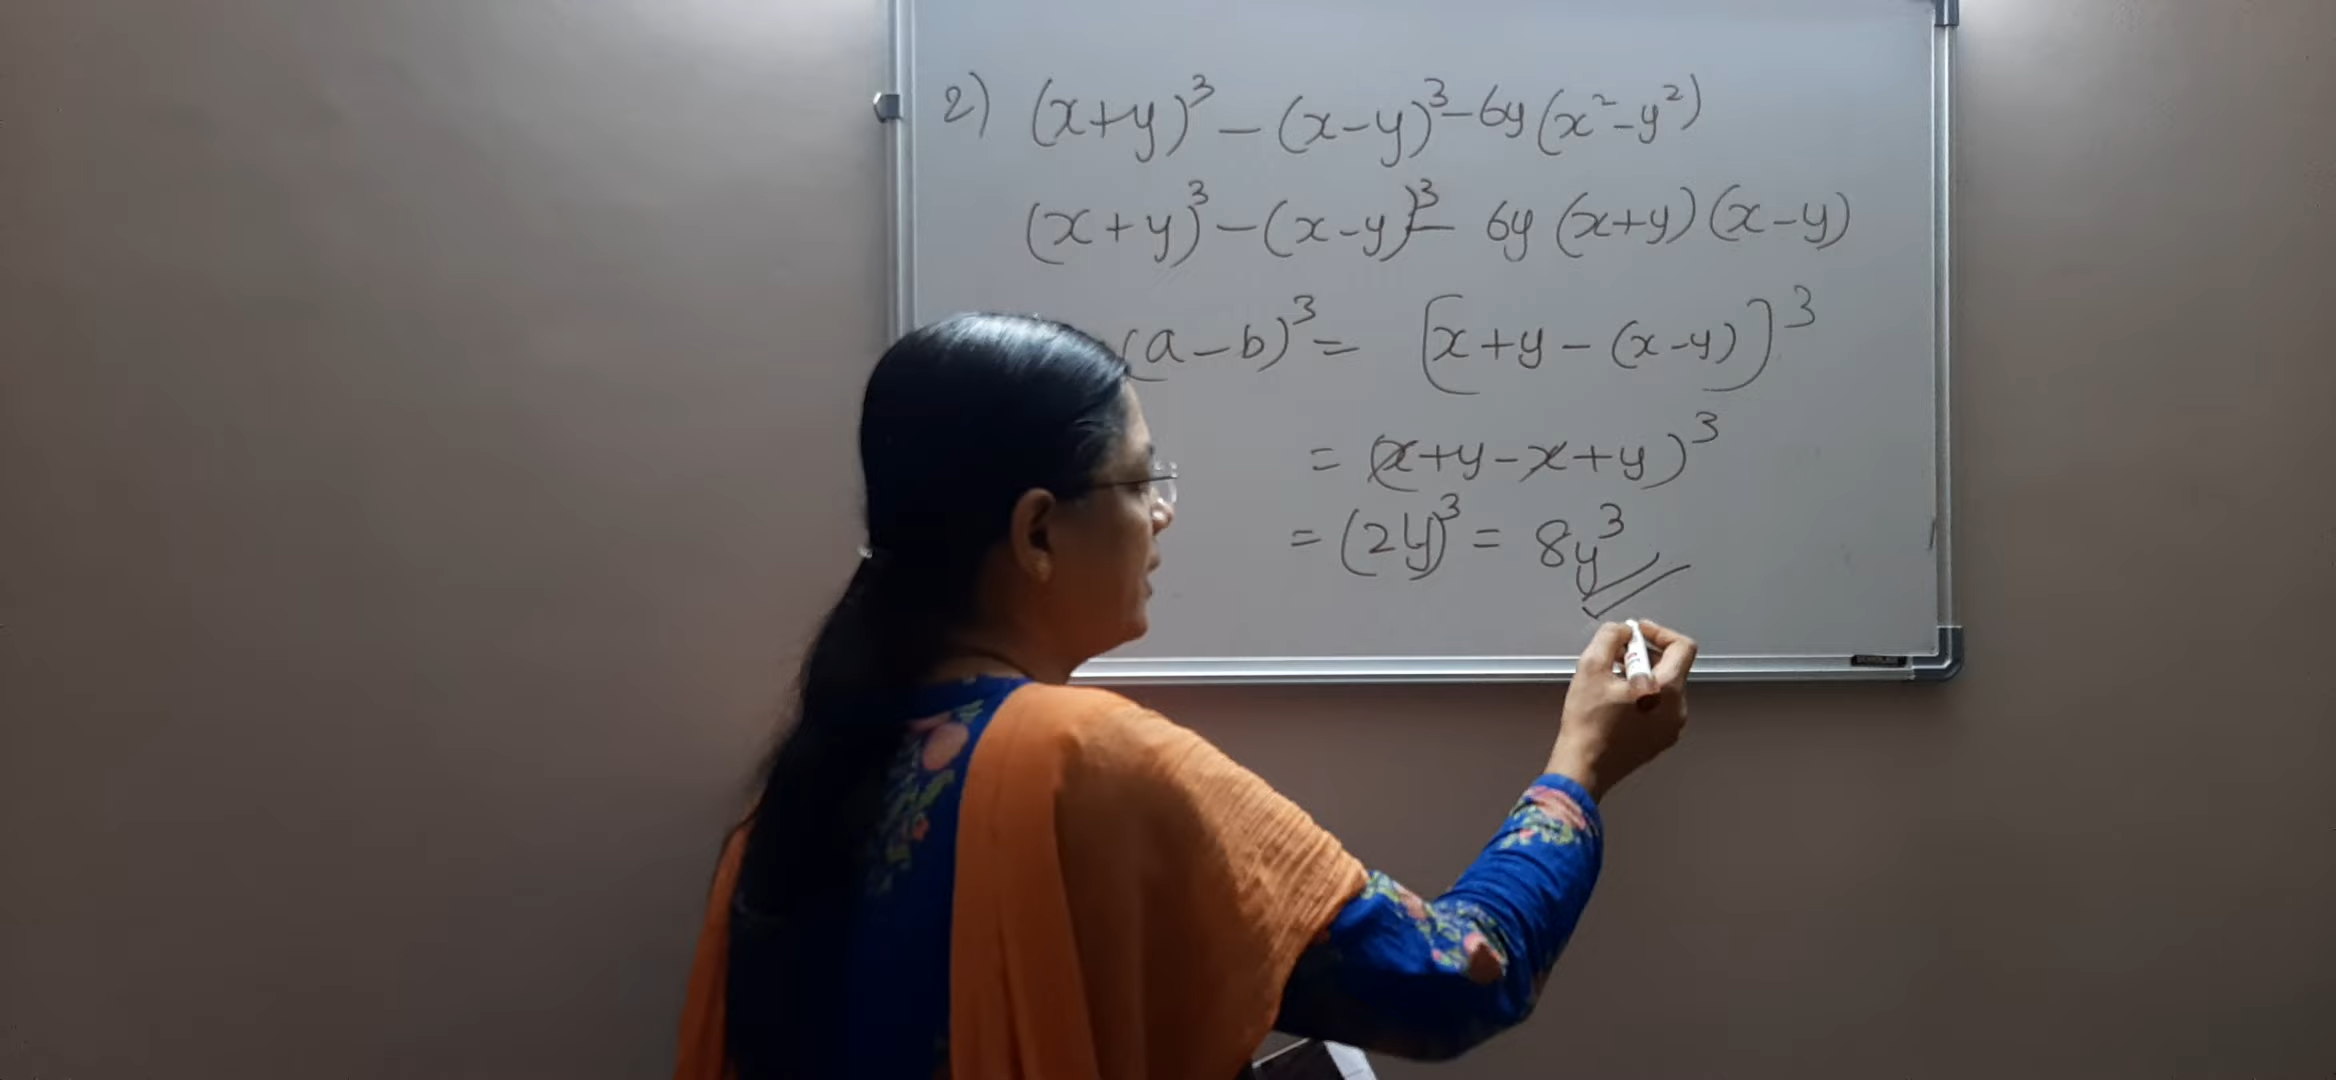 2) (x+y)³ - (x-y)³ - 6y (x² - y²)
(x+y)³ - (x-y)³ - 6y (x+y) (x-y)
(a-b)³ = [x+y - (x-y)]³
= (x+y-x+y)³
= (2y)³ = 8y³